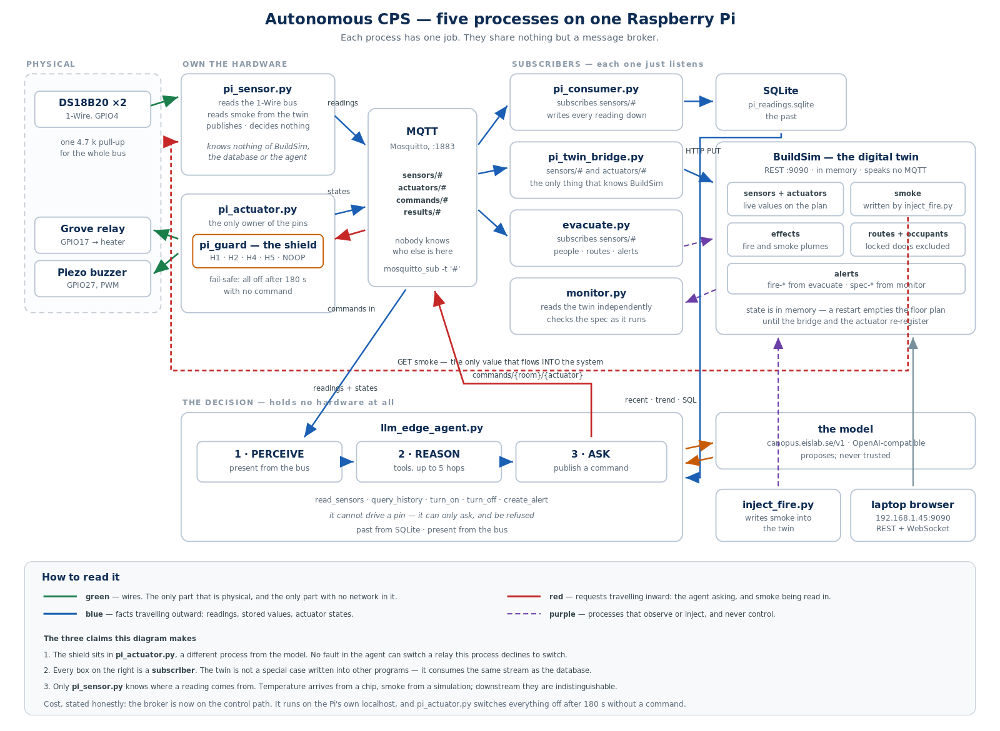 Autonomous CPS — five processes on one Raspberry Pi
Each process has one job. They share nothing but a message broker.
PHYSICAL
DS18B20 ×2
1-Wire, GPIO4
one 4.7 k pull-up
for the whole bus
Grove relay
GPIO17 → heater
Piezo buzzer
GPIO27, PWM
OWN THE HARDWARE
pi_sensor.py
reads the 1-Wire bus
reads smoke from the twin
publishes · decides nothing
knows nothing of BuildSim,
the database or the agent
pi_actuator.py
the only owner of the pins
pi_guard — the shield
H1 · H2 · H4 · H5 · NOOP
fail-safe: all off after 180 s
with no command
readings
states
commands in
MQTT
Mosquitto, :1883
sensors/#
actuators/#
commands/#
results/#
nobody knows
who else is here
mosquitto_sub -t '#'
SUBSCRIBERS — each one just listens
pi_consumer.py
subscribes sensors/#
writes every reading down
pi_twin_bridge.py
sensors/# and actuators/#
the only thing that knows BuildSim
evacuate.py
subscribes sensors/#
people · routes · alerts
monitor.py
reads the twin independently
checks the spec as it runs
SQLite
pi_readings.sqlite
the past
HTTP PUT
BuildSim — the digital twin
REST :9090 · in memory · speaks no MQTT
sensors + actuators
live values on the plan
smoke
written by inject_fire.py
effects
fire and smoke plumes
routes + occupants
locked doors excluded
alerts
fire-* from evacuate · spec-* from monitor
state is in memory — a restart empties the floor plan
until the bridge and the actuator re-register
GET smoke — the only value that flows INTO the system
commands/{room}/{actuator}
readings + states
recent · trend · SQL
THE DECISION — holds no hardware at all
llm_edge_agent.py
1 · PERCEIVE
present from the bus
2 · REASON
tools, up to 5 hops
3 · ASK
publish a command
read_sensors · query_history · turn_on · turn_off · create_alert
it cannot drive a pin — it can only ask, and be refused
past from SQLite · present from the bus
the model
canopus.eislab.se/v1 · OpenAI-compatible
proposes; never trusted
inject_fire.py
writes smoke into
the twin
laptop browser
192.168.1.45:9090
REST + WebSocket
How to read it
green — wires. The only part that is physical, and the only part with no network in it.
red — requests travelling inward: the agent asking, and smoke being read in.
blue — facts travelling outward: readings, stored values, actuator states.
purple — processes that observe or inject, and never control.
The three claims this diagram makes
1. The shield sits in pi_actuator.py, a different process from the model. No fault in the agent can switch a relay this process declines to switch.
2. Every box on the right is a subscriber. The twin is not a special case written into other programs — it consumes the same stream as the database.
3. Only pi_sensor.py knows where a reading comes from. Temperature arrives from a chip, smoke from a simulation; downstream they are indistinguishable.
Cost, stated honestly: the broker is now on the control path. It runs on the Pi's own localhost, and pi_actuator.py switches everything off after 180 s without a command.